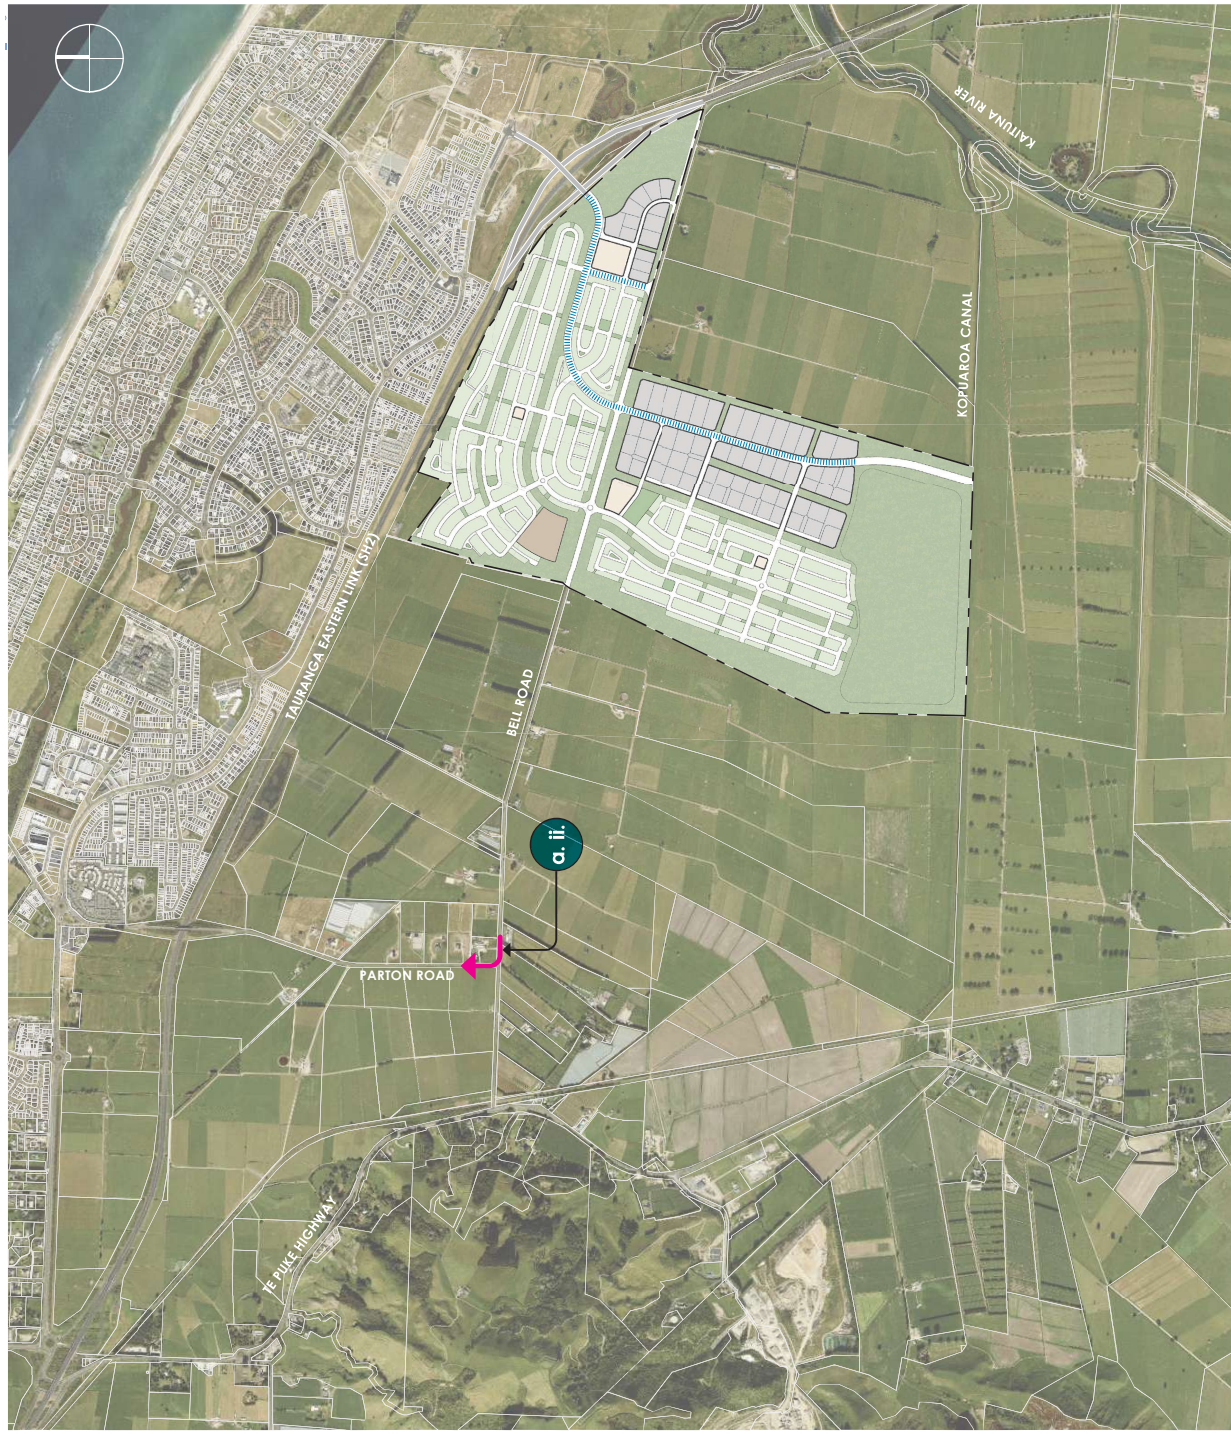 KAITUNA RIVER
KOPUAROA CANAL
TAURANGA EASTERN LINK (SH2)
BELL ROAD
a. ii.
PARTON ROAD
TE PUKE HIGHWAY